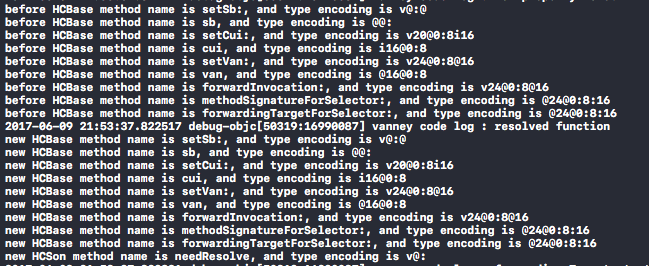 before HCBase method name is setSb:, and type encoding is v@:@
before HCBase method name is sb, and type encoding is @@:
before HCBase method name is setCui:, and type encoding is v20@0:8i16
before HCBase method name is cui, and type encoding is i16@0:8
before HCBase method name is setVan:, and type encoding is v24@0:8@16
before HCBase method name is van, and type encoding is @16@0:8
before HCBase method name is forwardInvocation:, and type encoding is v24@0:8@16
before HCBase method name is methodSignatureForSelector:, and type encoding is @24@0:8:16
before HCBase method name is forwardingTargetForSelector:, and type encoding is @24@0:8:16
2017-06-09 21:53:37.822517 debug-objc[50319:16990087] vanney code log : resolved function
new HCBase method name is setSb:, and type encoding is v@:@
new HCBase method name is sb, and type encoding is @@:
new HCBase method name is setCui:, and type encoding is v20@0:8i16
new HCBase method name is cui, and type encoding is i16@0:8
new HCBase method name is setVan:, and type encoding is v24@0:8@16
new HCBase method name is van, and type encoding is @16@0:8
new HCBase method name is forwardInvocation:, and type encoding is v24@0:8@16
new HCBase method name is methodSignatureForSelector:, and type encoding is @24@0:8:16
new HCBase method name is forwardingTargetForSelector:, and type encoding is @24@0:8:16
new HCSon method name is needResolve, and type encoding is v@: